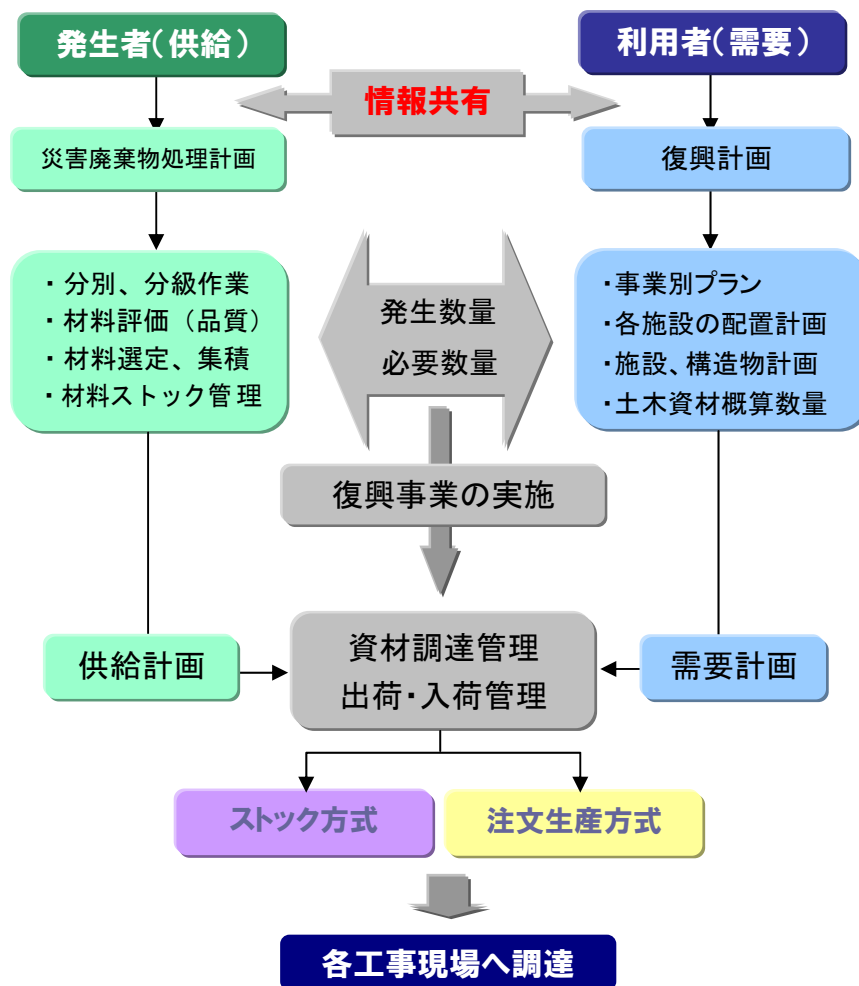 発生者(供給)
利用者(需要)
情報共有
災害廃棄物処理計画
復興計画
・分別、分級作業
・材料評価(品質)
・材料選定、集積
・材料ストック管理
発生数量
必要数量
・事業別プラン
・各施設の配置計画
・施設、構造物計画
・土木資材概算数量
復興事業の実施
供給計画
資材調達管理
出荷・入荷管理
需要計画
ストック方式
注文生産方式
各工事現場へ調達